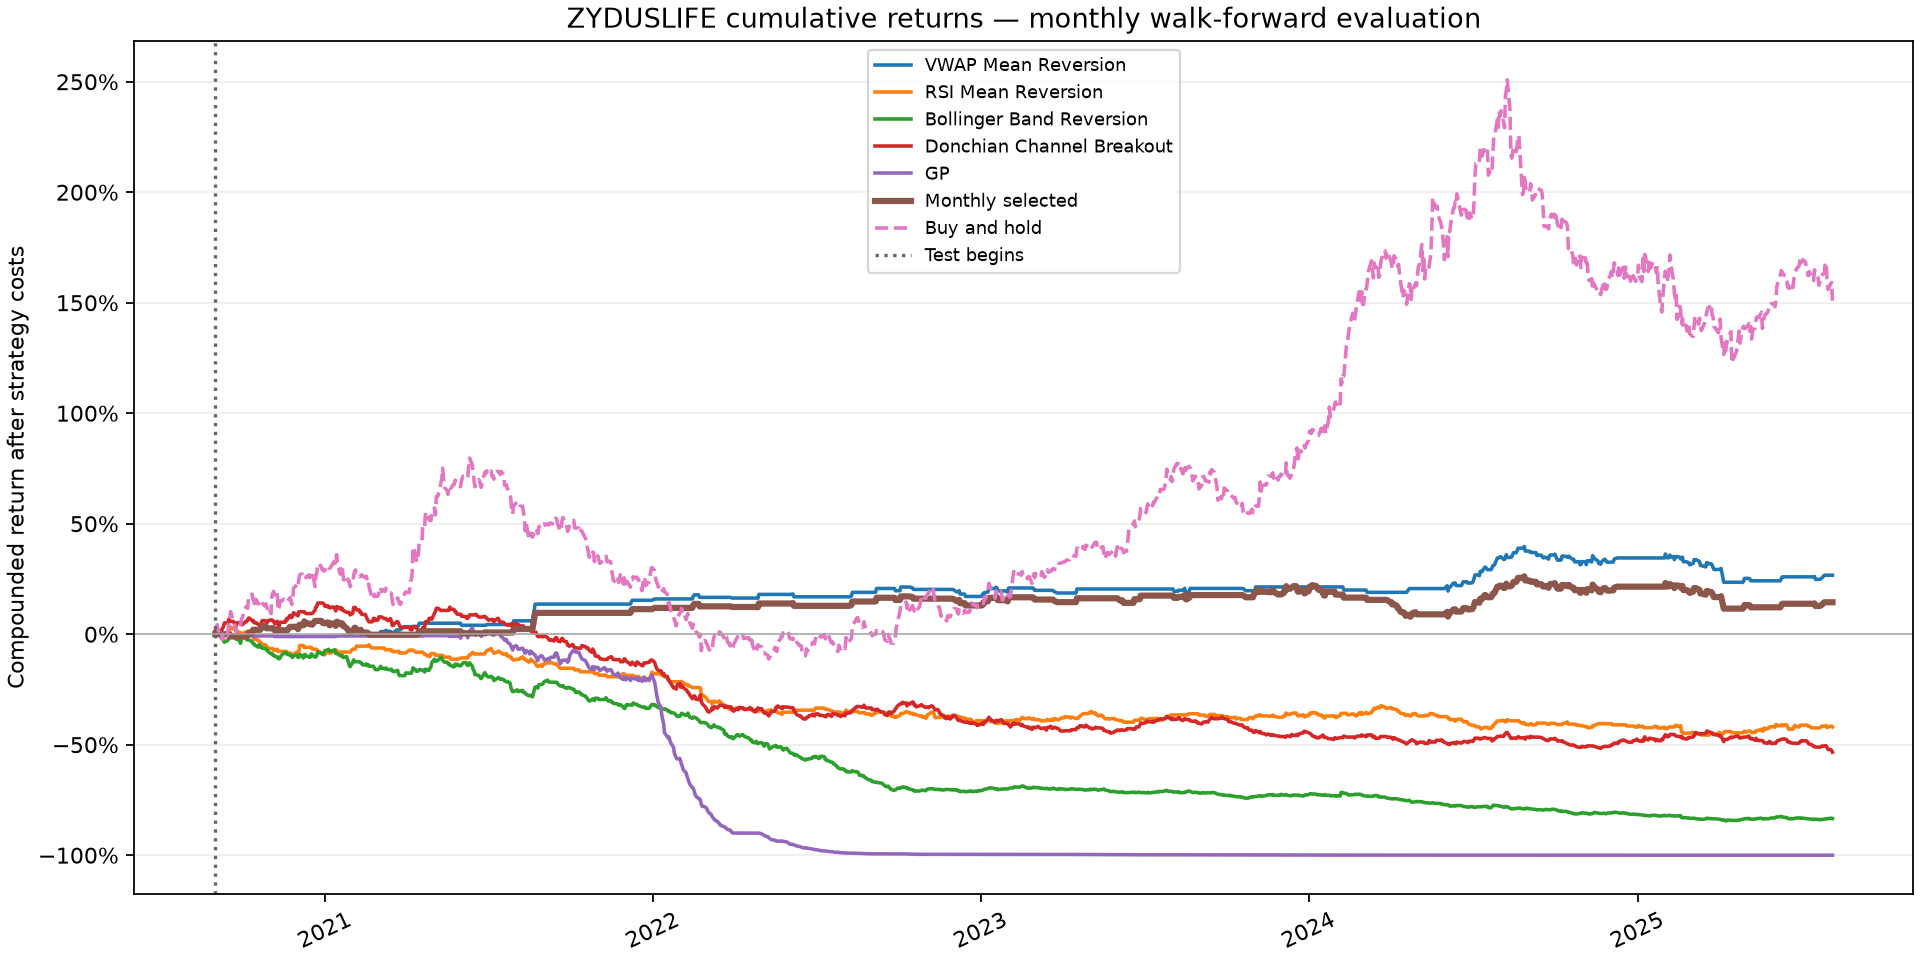 ZYDUSLIFE cumulative returns — monthly walk-forward evaluation
Compounded return after strategy costs
250%
200%
150%
100%
50%
0%
−50%
−100%
VWAP Mean Reversion
RSI Mean Reversion
Bollinger Band Reversion
Donchian Channel Breakout
GP
Monthly selected
Buy and hold
Test begins
2021
2022
2023
2024
2025